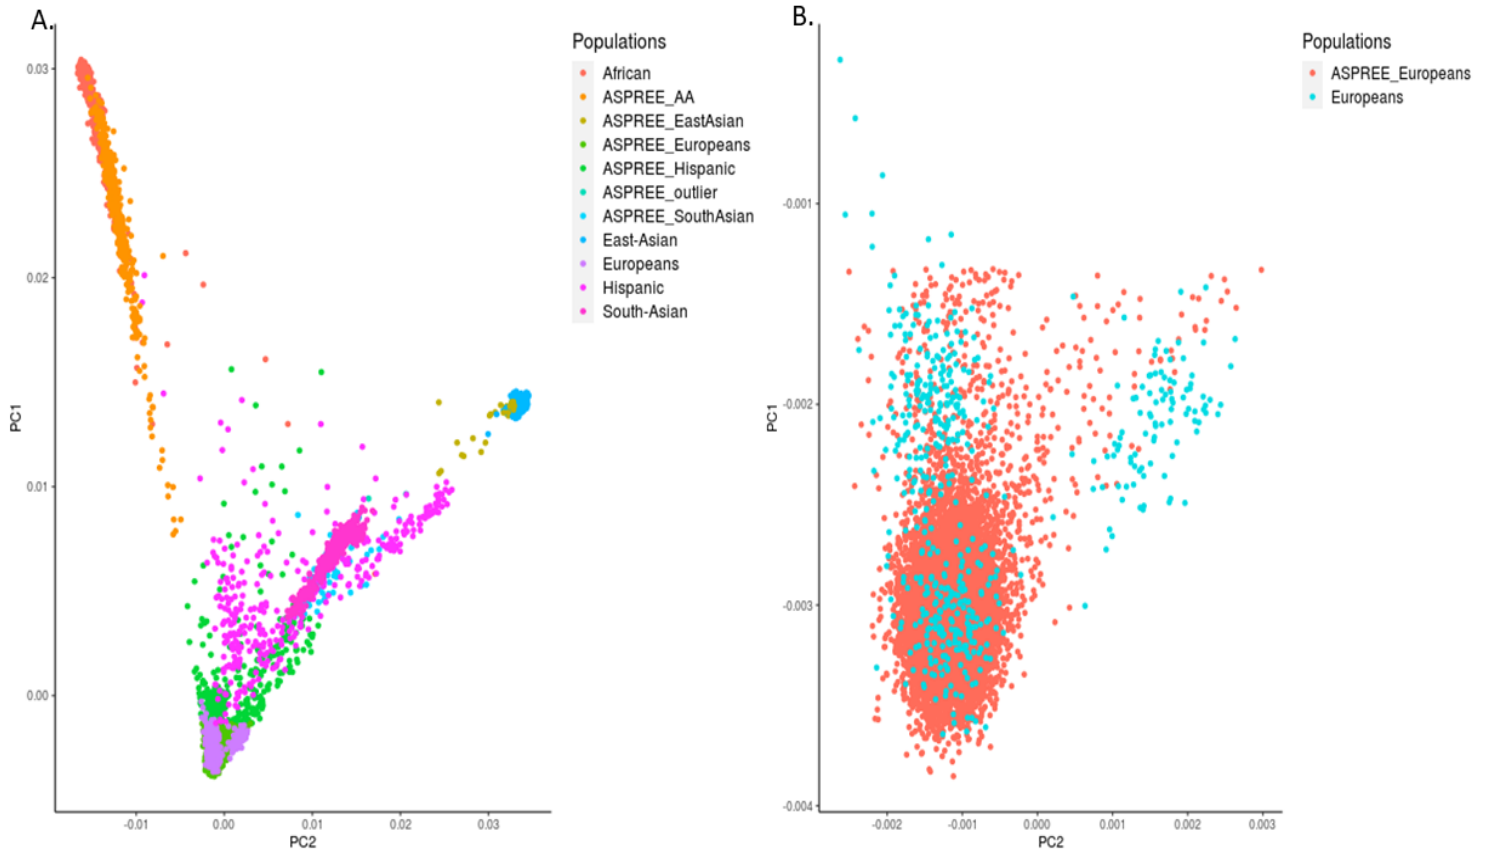 A.
Populations
African
ASPREE_AA
ASPREE_EastAsian
ASPREE_Europeans
ASPREE_Hispanic
ASPREE_outlier
ASPREE_SouthAsian
East-Asian
Europeans
Hispanic
South-Asian
0.03
0.02
0.01
0.00
PC1
-0.01 0.00 0.01 0.02 0.03
PC2
B.
Populations
ASPREE_Europeans
Europeans
-0.001
-0.002
-0.003
-0.004
PC1
-0.002 -0.001 0.000 0.001 0.002 0.003
PC2